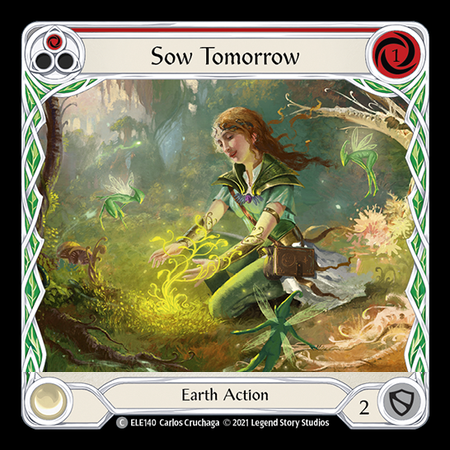 Sow Tomorrow
1
Earth Action
2
C ELE140 Carlos Cruchaga © 2021 Legend Story Studios